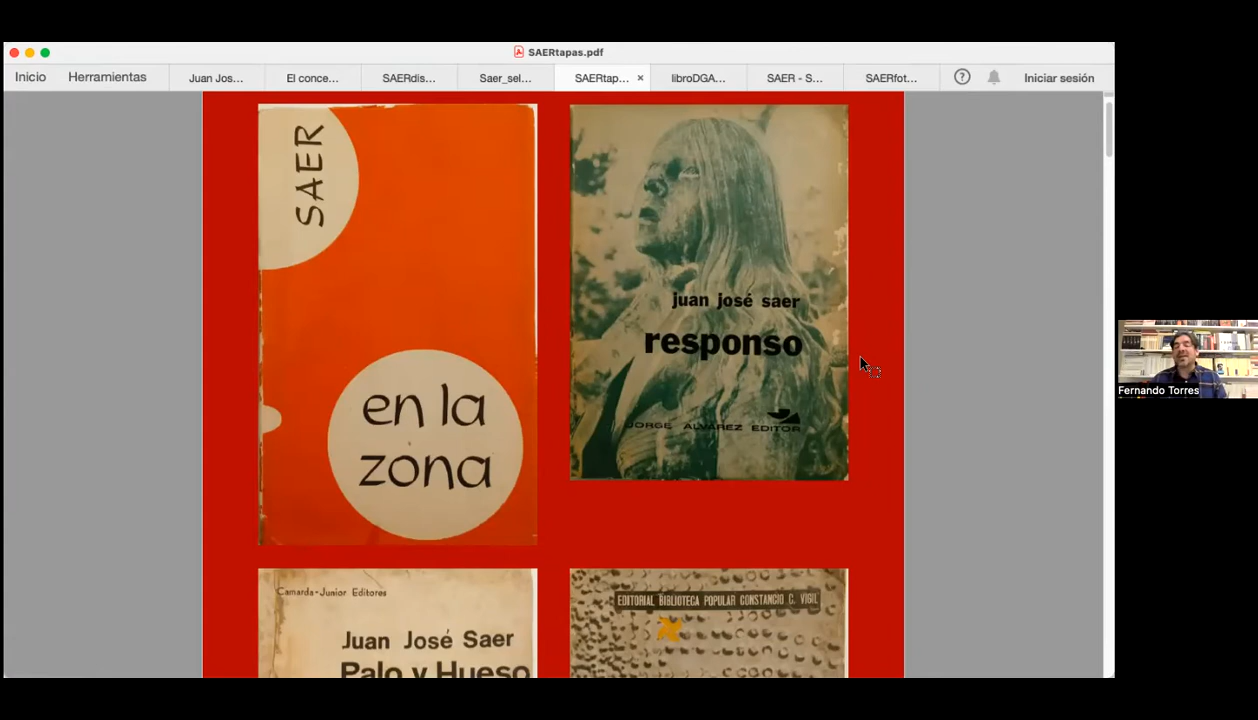 SAERtapas.pdf
Inicio
Herramientas
Juan Jos...
El conce...
SAERdis...
Saer_sel...
SAERtap... ×
libroDGA...
SAER - S...
SAERfot...
?
Iniciar sesión
SAER
en la
zona
juan josé saer
responso
JORGE ALVAREZ EDITOR
Camarda-Junior Editores
Juan José Saer
Palo y Hueso
EDITORIAL BIBLIOTECA POPULAR CONSTANCIO C. VIGIL
Fernando Torres